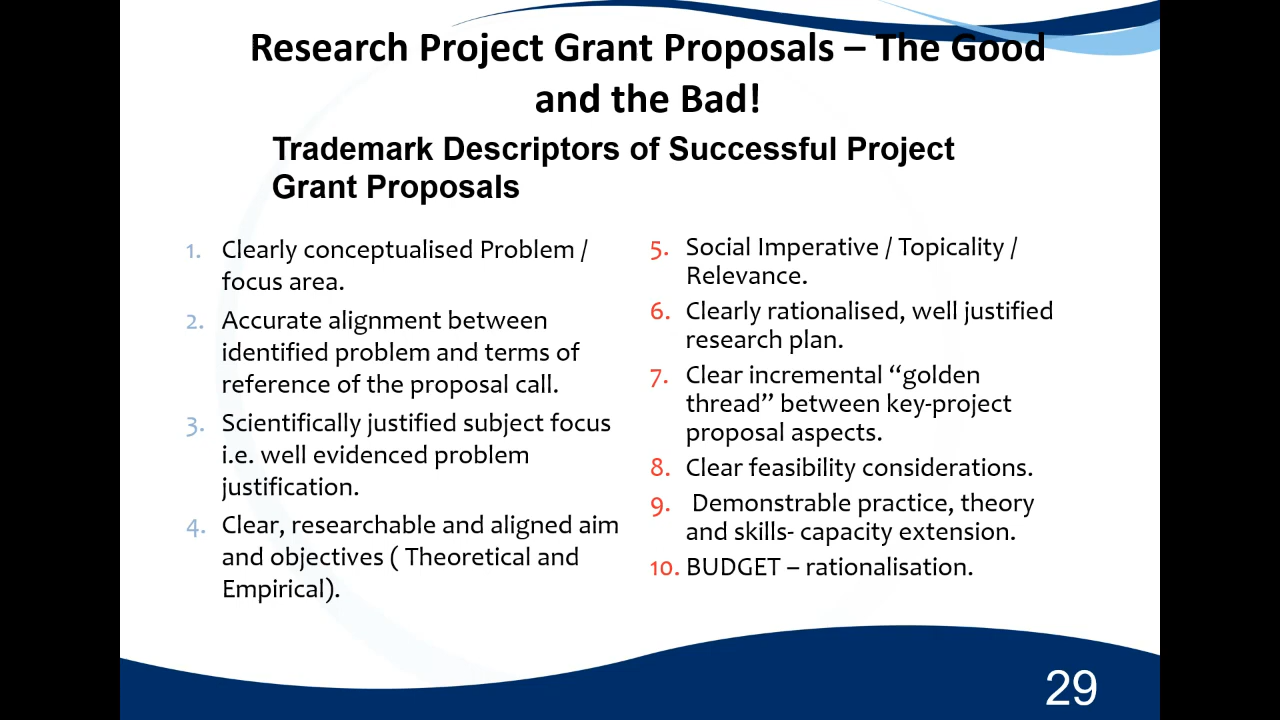 Research Project Grant Proposals – The Good
and the Bad!
Trademark Descriptors of Successful Project
Grant Proposals
1. Clearly conceptualised Problem /
focus area.
2. Accurate alignment between
identified problem and terms of
reference of the proposal call.
3. Scientifically justified subject focus
i.e. well evidenced problem
justification.
4. Clear, researchable and aligned aim
and objectives ( Theoretical and
Empirical).
5. Social Imperative / Topicality /
Relevance.
6. Clearly rationalised, well justified
research plan.
7. Clear incremental “golden
thread” between key-project
proposal aspects.
8. Clear feasibility considerations.
9. Demonstrable practice, theory
and skills- capacity extension.
10. BUDGET – rationalisation.
29